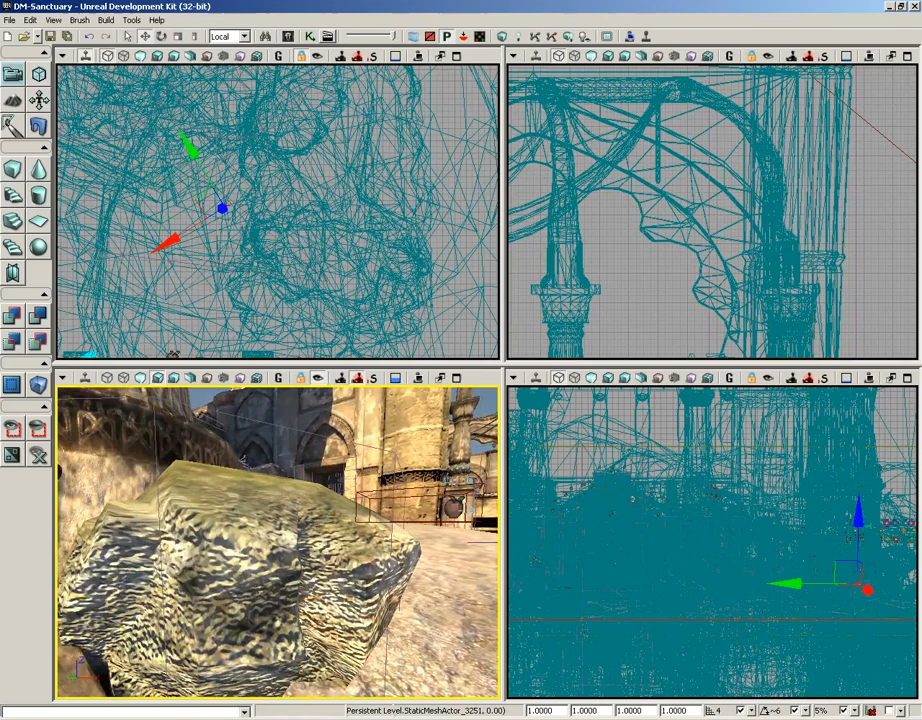 DM-Sanctuary - Unreal Development Kit (32-bit)
File Edit View Brush Build Tools Help
Local
P
G S G S
G S G S
Persistent Level.StaticMeshActor_3251, 0.00) 1.0000 1.0000 1.0000 1.0000 4 ~6 5%